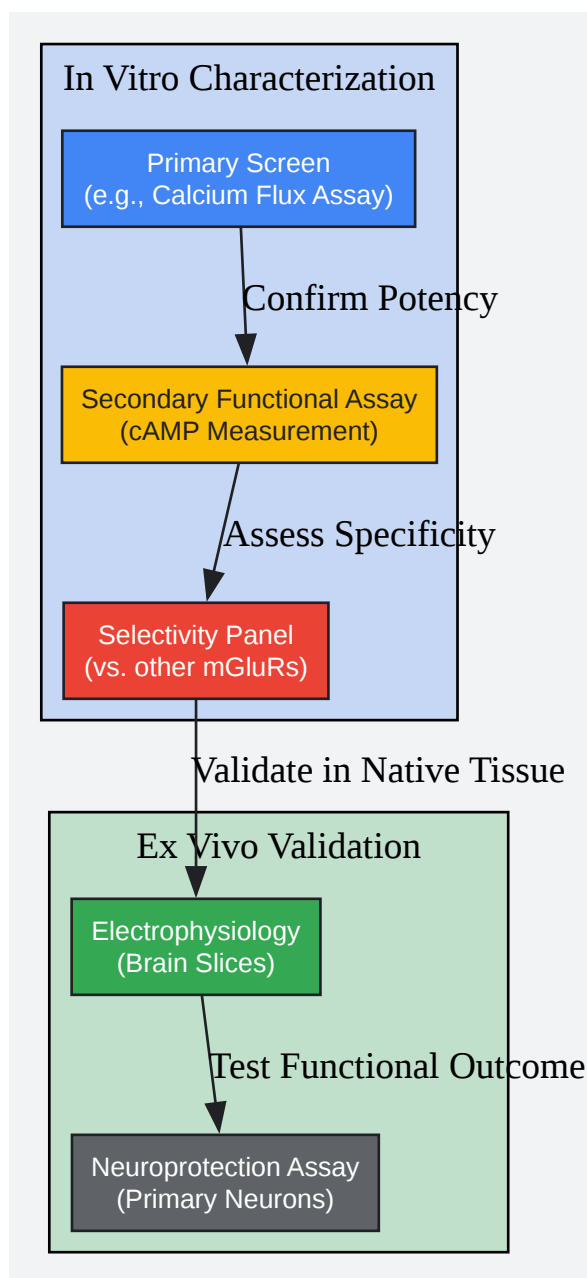 In Vitro Characterization
Primary Screen
(e.g., Calcium Flux Assay)
Confirm Potency
Secondary Functional Assay
(cAMP Measurement)
Assess Specificity
Selectivity Panel
(vs. other mGluRs)
Validate in Native Tissue
Ex Vivo Validation
Electrophysiology
(Brain Slices)
Test Functional Outcome
Neuroprotection Assay
(Primary Neurons)